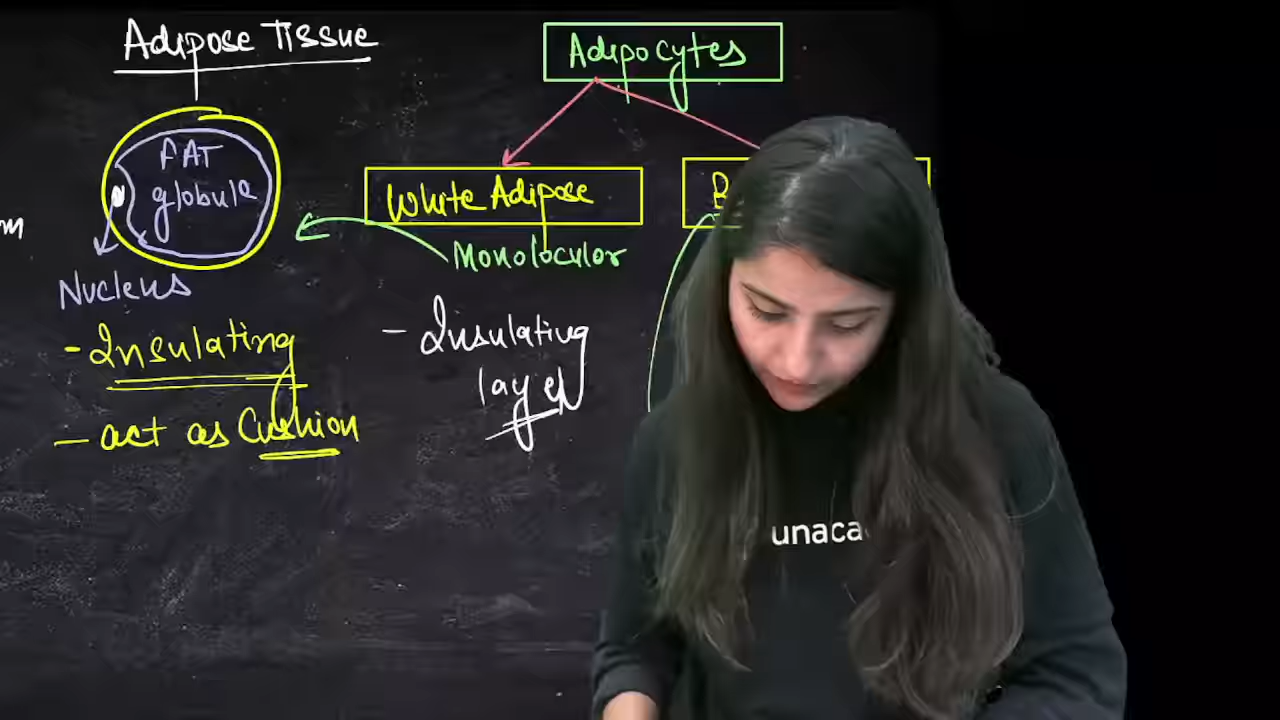 Adipose Tissue
FAT
globule
Nucleus
- Insulating
- act as Cushion
Adipocytes
White Adipose
Monolocular
- Insulating
layer
B
m
unaca